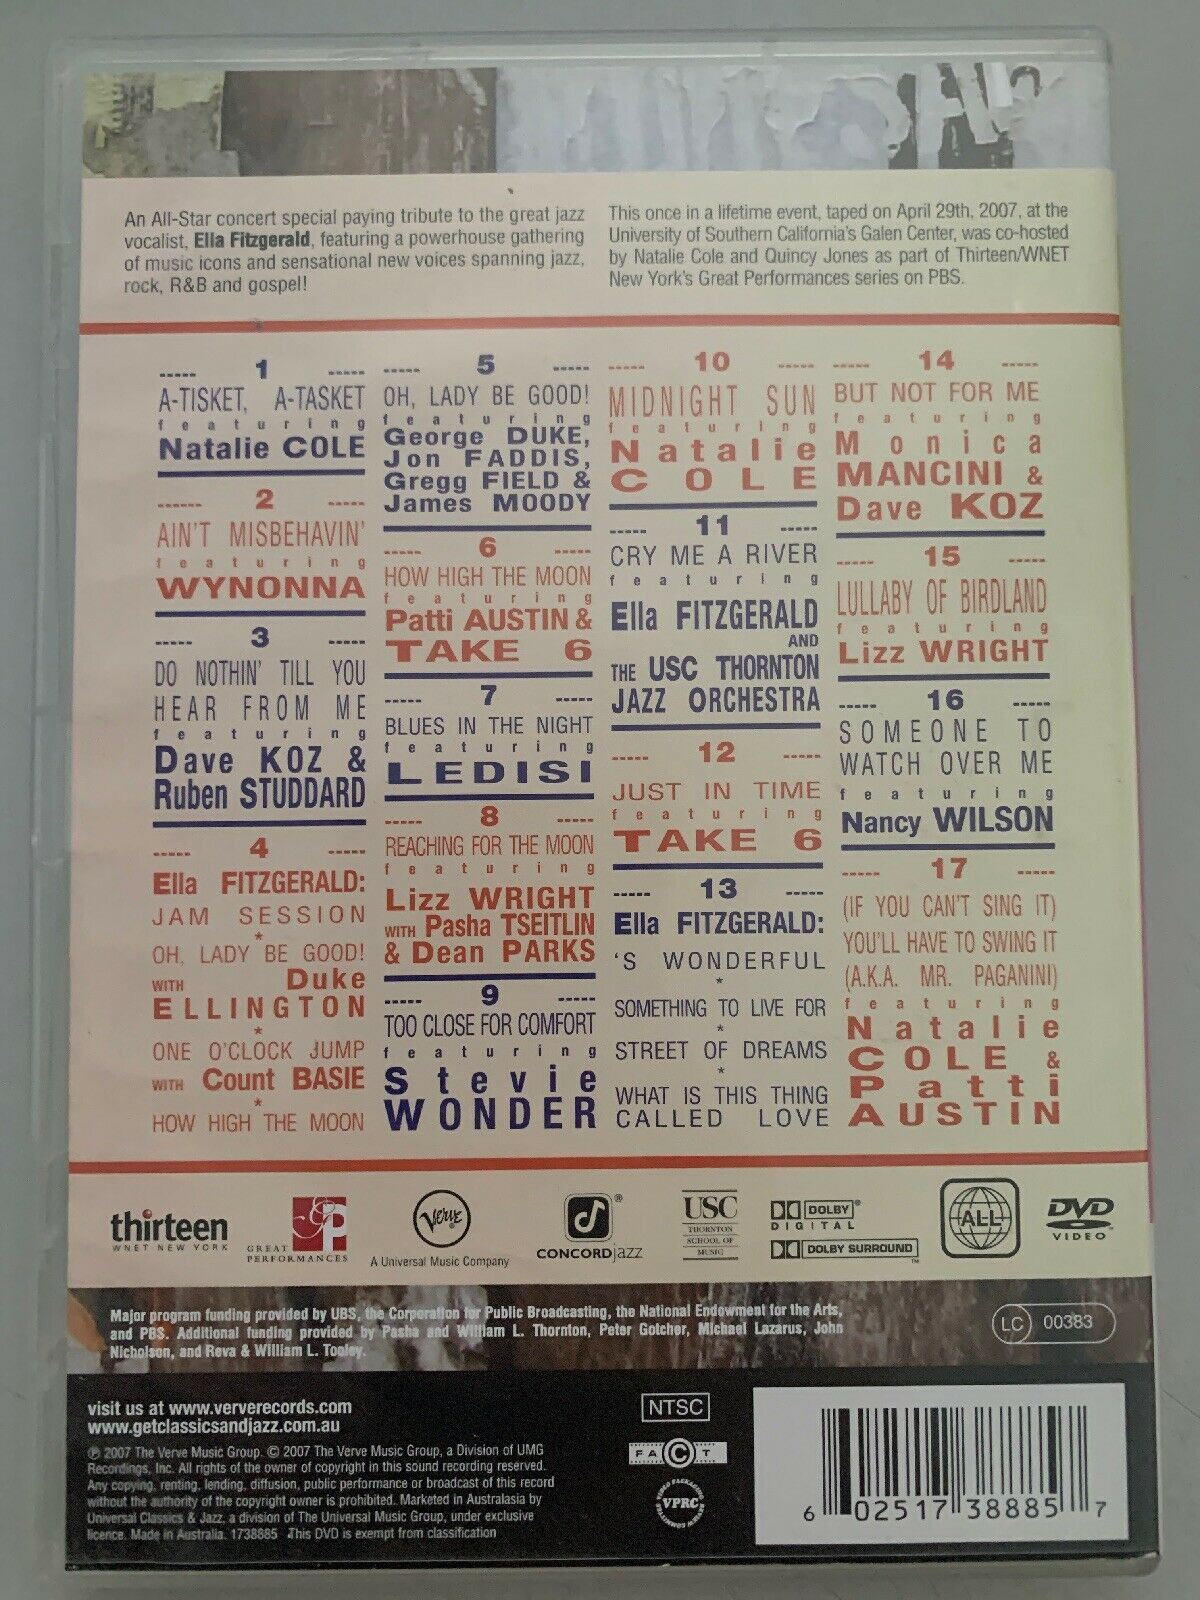 An All-Star concert special paying tribute to the great jazz
vocalist, Ella Fitzgerald, featuring a powerhouse gathering
of music icons and sensational new voices spanning jazz,
rock, R&B and gospel!
This once in a lifetime event, taped on April 29th, 2007, at the
University of Southern California's Galen Center, was co-hosted
by Natalie Cole and Quincy Jones as part of Thirteen/WNET
New York's Great Performances series on PBS.
----- 1 -----
A-TISKET, A-TASKET
featuring
Natalie COLE
----- 2 -----
AIN'T MISBEHAVIN'
featuring
WYNONNA
----- 3 -----
DO NOTHIN' TILL YOU
HEAR FROM ME
featuring
Dave KOZ &
Ruben STUDDARD
----- 4 -----
Ella FITZGERALD:
JAM SESSION
*
OH, LADY BE GOOD!
WITH Duke
ELLINGTON
*
ONE O'CLOCK JUMP
WITH Count BASIE
*
HOW HIGH THE MOON
----- 5 -----
OH, LADY BE GOOD!
featuring
George DUKE,
Jon FADDIS,
Gregg FIELD &
James MOODY
----- 6 -----
HOW HIGH THE MOON
featuring
Patti AUSTIN &
TAKE 6
----- 7 -----
BLUES IN THE NIGHT
featuring
LEDISI
----- 8 -----
REACHING FOR THE MOON
featuring
Lizz WRIGHT
WITH Pasha TSEITLIN
& Dean PARKS
----- 9 -----
TOO CLOSE FOR COMFORT
featuring
Stevie
WONDER
----- 10 -----
MIDNIGHT SUN
featuring
Natalie
COLE
----- 11 -----
CRY ME A RIVER
featuring
Ella FITZGERALD
AND
THE USC THORNTON
JAZZ ORCHESTRA
----- 12 -----
JUST IN TIME
featuring
TAKE 6
----- 13 -----
Ella FITZGERALD:
'S WONDERFUL
*
SOMETHING TO LIVE FOR
*
STREET OF DREAMS
*
WHAT IS THIS THING
CALLED LOVE
----- 14 -----
BUT NOT FOR ME
featuring
Monica
MANCINI &
Dave KOZ
----- 15 -----
LULLABY OF BIRDLAND
featuring
Lizz WRIGHT
----- 16 -----
SOMEONE TO
WATCH OVER ME
featuring
Nancy WILSON
----- 17 -----
(IF YOU CAN'T SING IT)
YOU'LL HAVE TO SWING IT
(A.K.A. MR. PAGANINI)
featuring
Natalie
COLE &
Patti
AUSTIN
thirteen
WNET NEW YORK
GP
GREAT
PERFORMANCES
Verve
A Universal Music Company
®
CONCORDjazz
USC
THORNTON
SCHOOL OF
MUSIC
DOLBY®
DIGITAL
DOLBY SURROUND™
ALL
DVD
VIDEO™
Major program funding provided by UBS, the Corporation for Public Broadcasting, the National Endowment for the Arts,
and PBS. Additional funding provided by Pasha and William L. Thornton, Peter Gotcher, Michael Lazarus, John
Nicholson, and Reva & William L. Tooley.
LC 00383
visit us at www.ververecords.com
www.getclassicsandjazz.com.au
℗ 2007 The Verve Music Group. © 2007 The Verve Music Group, a Division of UMG
Recordings, Inc. All rights of the owner of copyright in this sound recording reserved.
Any copying, renting, lending, diffusion, public performance or broadcast of this record
without the authority of the copyright owner is prohibited. Marketed in Australasia by
Universal Classics & Jazz, a division of The Universal Music Group, under exclusive
licence. Made in Australia. 1738885 This DVD is exempt from classification
NTSC
FACT
VIDEO PACKAGING
VPRC
REVIEW COMMITTEE
6 02517 38885 7